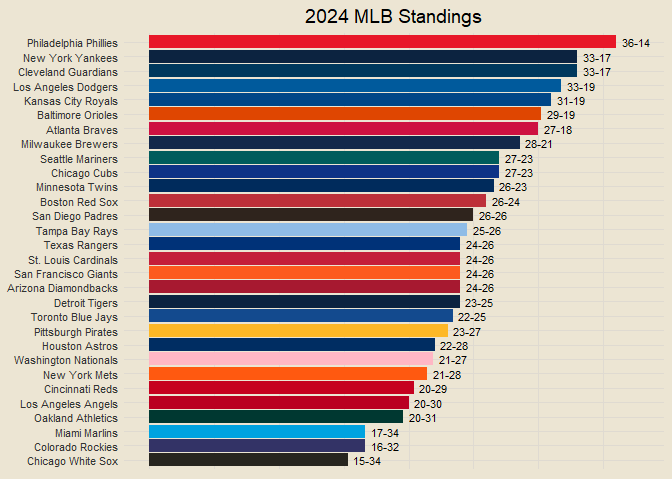 2024 MLB Standings
Philadelphia Phillies 36-14
New York Yankees 33-17
Cleveland Guardians 33-17
Los Angeles Dodgers 33-19
Kansas City Royals 31-19
Baltimore Orioles 29-19
Atlanta Braves 27-18
Milwaukee Brewers 28-21
Seattle Mariners 27-23
Chicago Cubs 27-23
Minnesota Twins 26-23
Boston Red Sox 26-24
San Diego Padres 26-26
Tampa Bay Rays 25-26
Texas Rangers 24-26
St. Louis Cardinals 24-26
San Francisco Giants 24-26
Arizona Diamondbacks 24-26
Detroit Tigers 23-25
Toronto Blue Jays 22-25
Pittsburgh Pirates 23-27
Houston Astros 22-28
Washington Nationals 21-27
New York Mets 21-28
Cincinnati Reds 20-29
Los Angeles Angels 20-30
Oakland Athletics 20-31
Miami Marlins 17-34
Colorado Rockies 16-32
Chicago White Sox 15-34